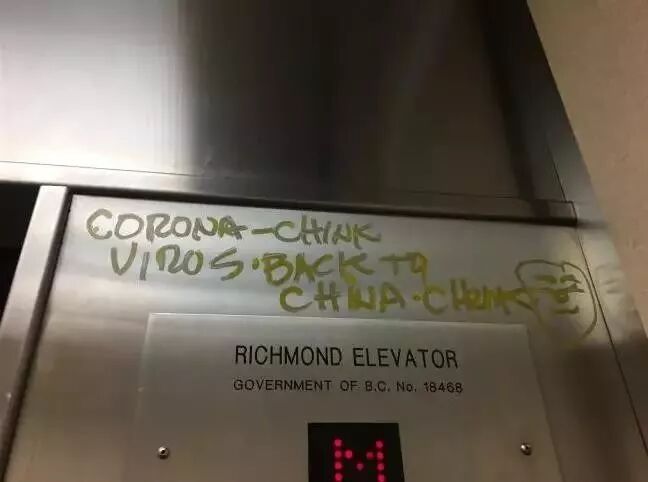 CORONA-CHINK
VIROS·BACK TO
CHINA·CHINK
RICHMOND ELEVATOR
GOVERNMENT OF B.C. No. 18468
M